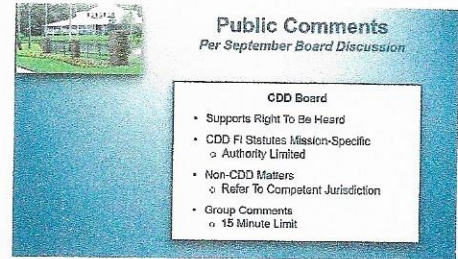 Public Comments
Per September Board Discussion
CDD Board
• Supports Right To Be Heard
• CDD Fl Statutes Mission-Specific
o Authority Limited
• Non-CDD Matters
o Refer To Competent Jurisdiction
• Group Comments
o 15 Minute Limit